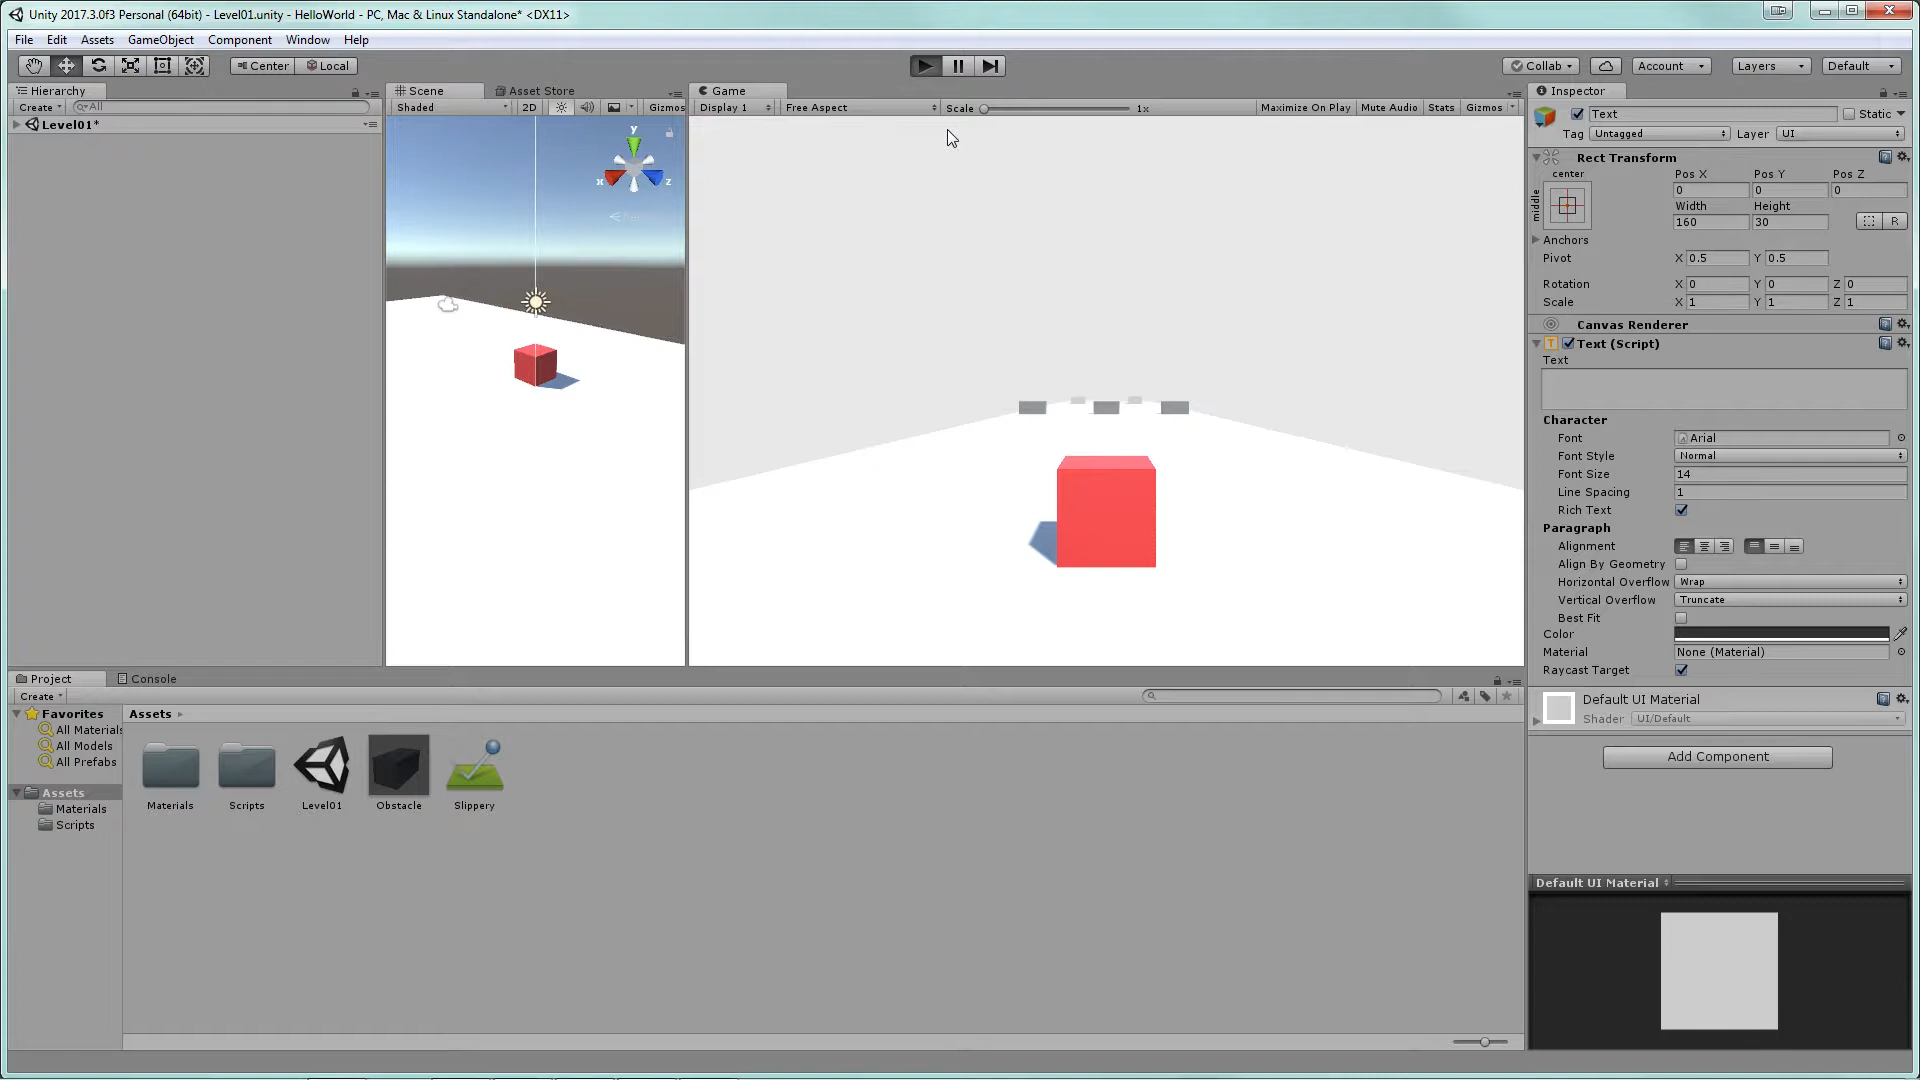 Unity 2017.3.0f3 Personal (64bit) - Level01.unity - HelloWorld - PC, Mac & Linux Standalone* <DX11>
File Edit Assets GameObject Component Window Help
Center Local Collab Account Layers Default
Hierarchy Scene Asset Store Game Inspector
Create All Shaded 2D Gizmos Display 1 Free Aspect Scale 1x Maximize On Play Mute Audio Stats Gizmos
Text Static
Level01*
Tag Untagged Layer UI
y
x z
Rect Transform
center Pos X Pos Y Pos Z
middle
0 0 0
Width Height
160 30 R
Anchors
Pivot X 0.5 Y 0.5
Rotation X 0 Y 0 Z 0
Scale X 1 Y 1 Z 1
Canvas Renderer
Text (Script)
Text
Character
Font Arial
Font Style Normal
Font Size 14
Line Spacing 1
Rich Text
Paragraph
Alignment
Align By Geometry
Horizontal Overflow Wrap
Vertical Overflow Truncate
Best Fit
Color
Material None (Material)
Raycast Target
Default UI Material
Shader UI/Default
Add Component
Default UI Material
Project Console
Create
Favorites
All Materials
All Models
All Prefabs
Assets
Materials
Scripts
Assets
Materials Scripts Level01 Obstacle Slippery